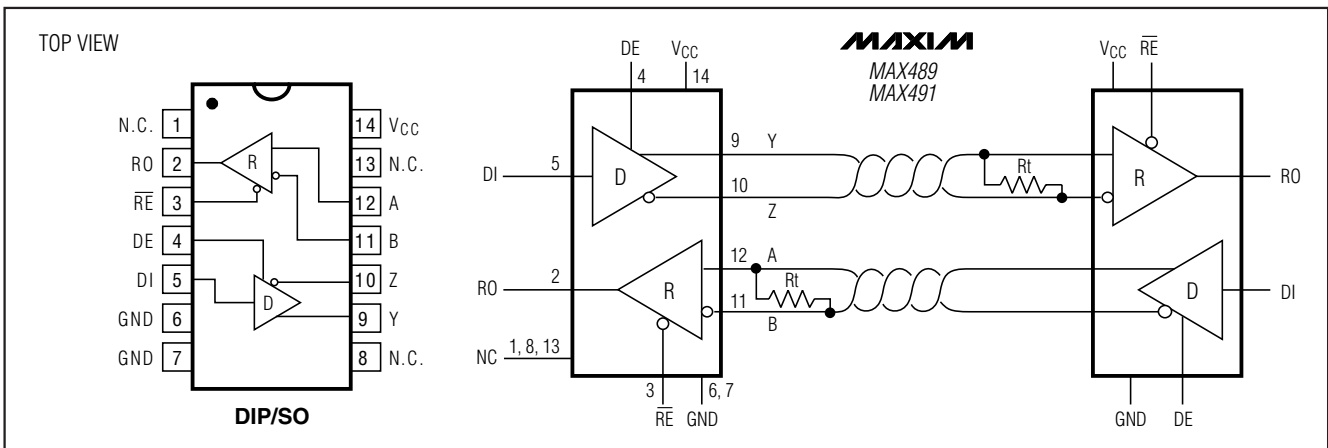 TOP VIEW
N.C. 1
RO 2
RE 3
DE 4
DI 5
GND 6
GND 7
14 VCC
13 N.C.
12 A
11 B
10 Z
9 Y
8 N.C.
R
D
DIP/SO
MAXIM
MAX489
MAX491
DE
4
VCC
14
DI
5
D
9 Y
10
Z
Rt
RO
2
R
12 A
11
B
Rt
NC
1, 8, 13
3
RE
6, 7
GND
VCC
RE
R
RO
D
DI
GND
DE